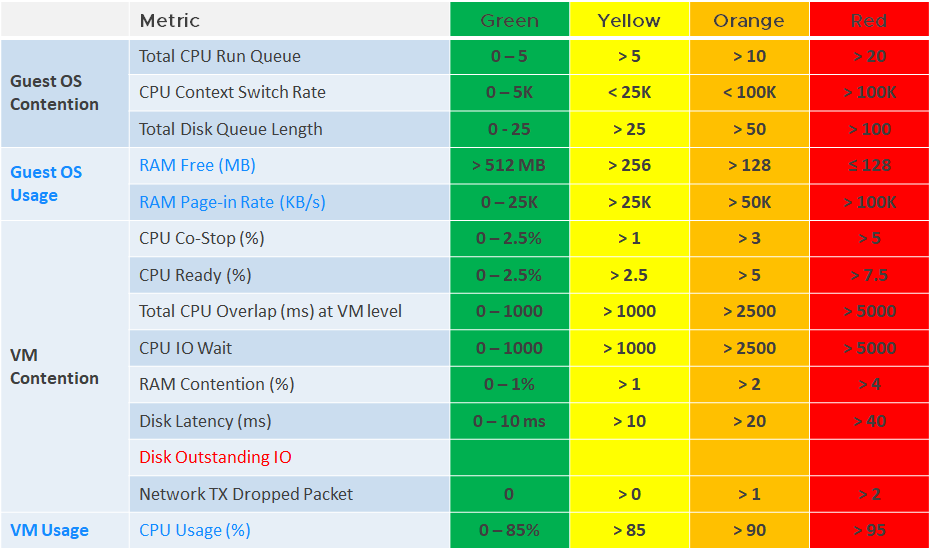 Metric Green Yellow Orange Red
Guest OS Contention
Total CPU Run Queue 0 – 5 > 5 > 10 > 20
CPU Context Switch Rate 0 – 5K < 25K < 100K > 100K
Total Disk Queue Length 0 - 25 > 25 > 50 > 100
Guest OS Usage
RAM Free (MB) > 512 MB > 256 > 128 ≤ 128
RAM Page-in Rate (KB/s) 0 – 25K > 25K > 50K > 100K
VM Contention
CPU Co-Stop (%) 0 – 2.5% > 1 > 3 > 5
CPU Ready (%) 0 – 2.5% > 2.5 > 5 > 7.5
Total CPU Overlap (ms) at VM level 0 – 1000 > 1000 > 2500 > 5000
CPU IO Wait 0 – 1000 > 1000 > 2500 > 5000
RAM Contention (%) 0 – 1% > 1 > 2 > 4
Disk Latency (ms) 0 – 10 ms > 10 > 20 > 40
Disk Outstanding IO
Network TX Dropped Packet 0 > 0 > 1 > 2
VM Usage CPU Usage (%) 0 – 85% > 85 > 90 > 95